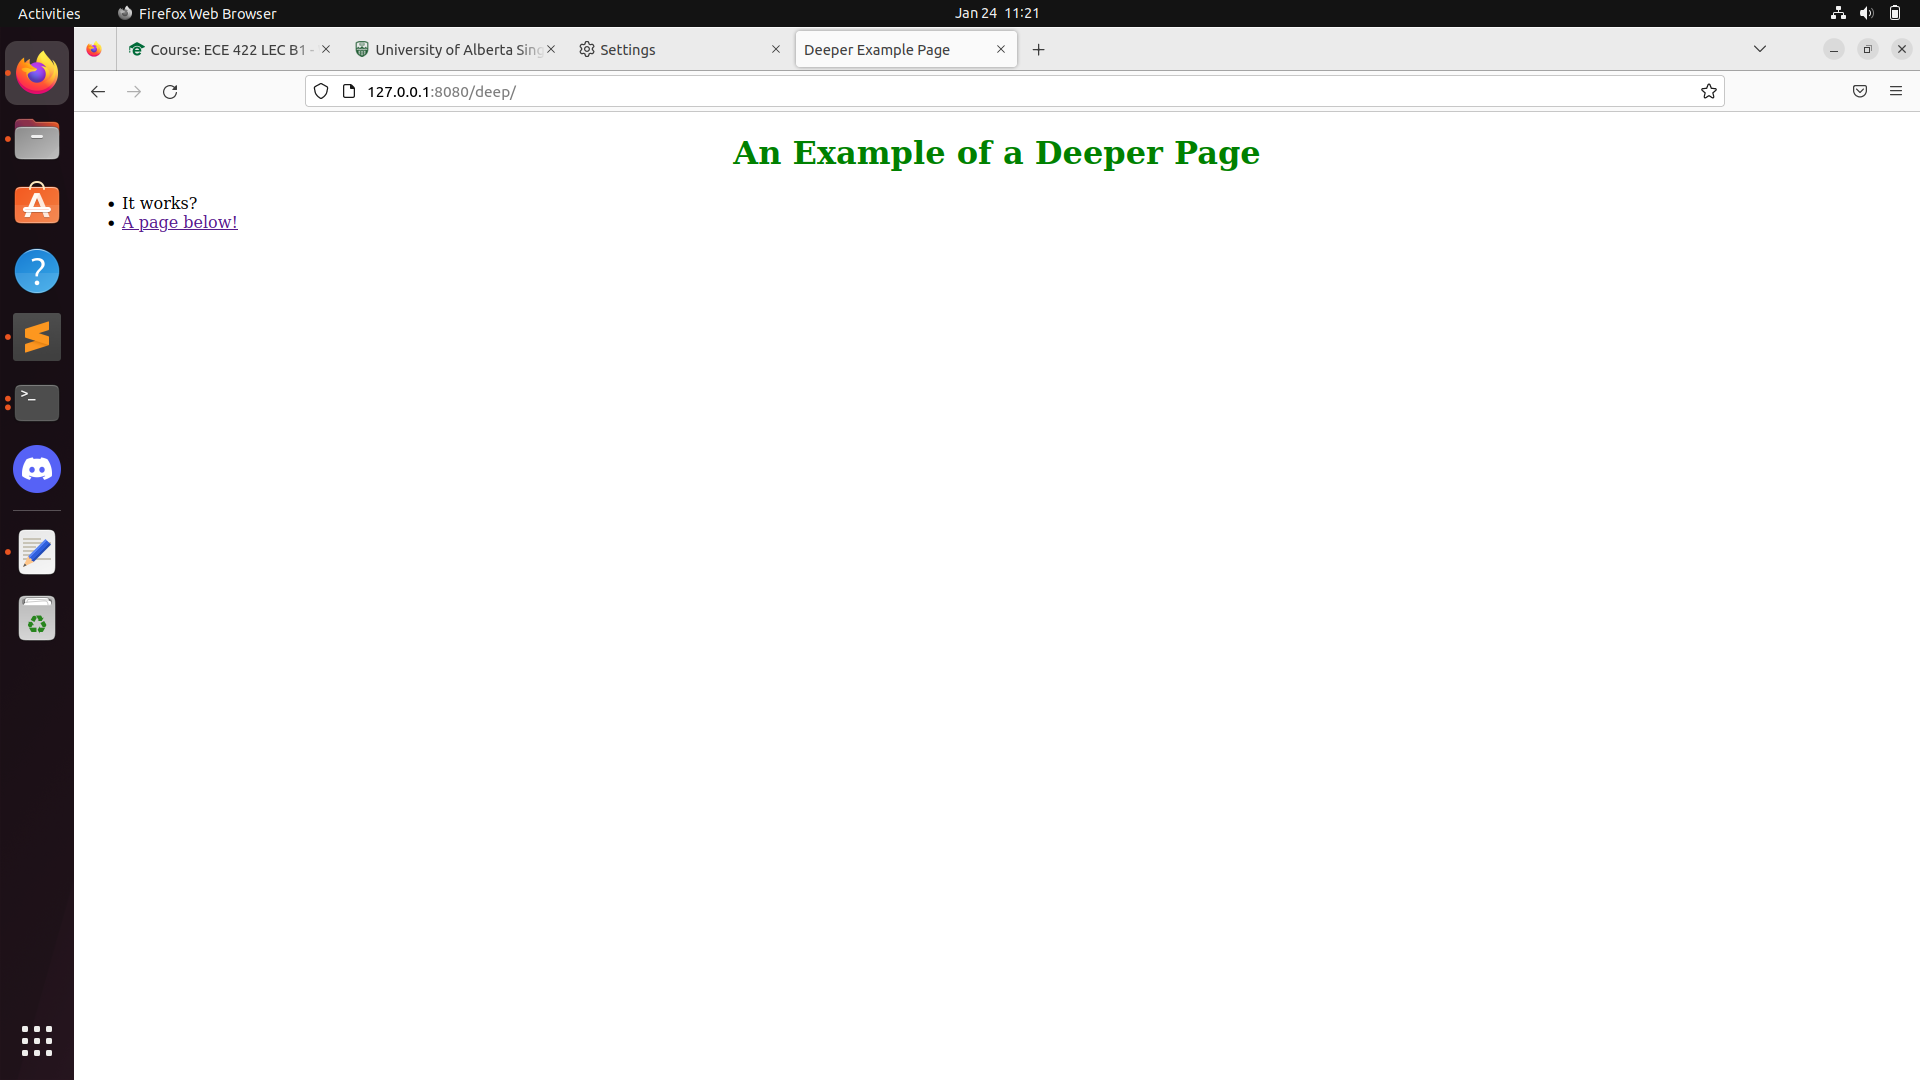 Activities Firefox Web Browser Jan 24 11:21
Course: ECE 422 LEC B1 - University of Alberta Sing Settings Deeper Example Page
127.0.0.1:8080/deep/
An Example of a Deeper Page
It works?
A page below!